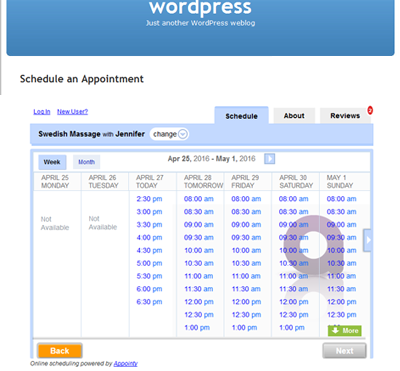 wordpress
Just another WordPress weblog
Schedule an Appointment
Log In New User? Schedule About Reviews 2
Swedish Massage with Jennifer change
Week Month Apr 25, 2016 - May 1, 2016
APRIL 25 APRIL 26 APRIL 27 APRIL 28 APRIL 29 APRIL 30 MAY 1
MONDAY TUESDAY TODAY TOMORROW FRIDAY SATURDAY SUNDAY
2:30 pm 08:00 am 08:00 am 08:00 am 08:00 am
3:00 pm 08:30 am 08:30 am 08:30 am 08:30 am
Not Available Not Available
3:30 pm 09:00 am 09:00 am 09:00 am 09:00 am
4:00 pm 09:30 am 09:30 am 09:30 am 09:30 am
4:30 pm 10:00 am 10:00 am 10:00 am 10:00 am
5:00 pm 10:30 am 10:30 am 10:30 am 10:30 am
5:30 pm 11:00 am 11:00 am 11:00 am 11:00 am
6:00 pm 11:30 am 11:30 am 11:30 am 11:30 am
6:30 pm 12:00 pm 12:00 pm 12:00 pm 12:00 pm
12:30 pm 12:30 pm 12:30 pm 12:30 pm
1:00 pm 1:00 pm 1:00 pm More
Back Next
Online scheduling powered by Appointy